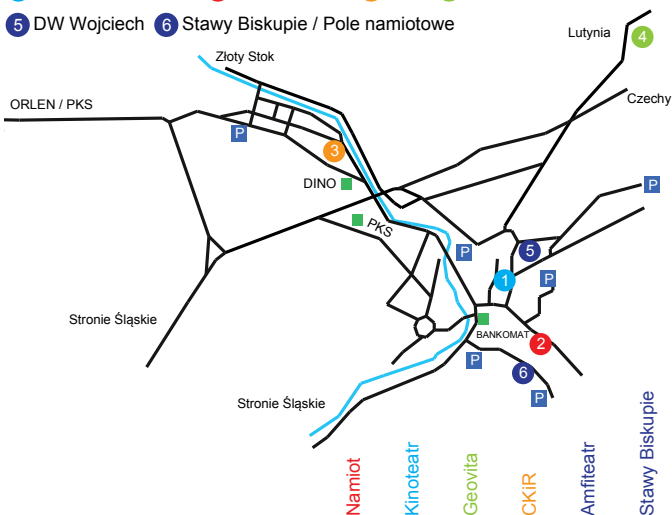 5 DW Wojciech 6 Stawy Biskupie / Pole namiotowe
Lutynia
4
Złoty Stok
Czechy
ORLEN / PKS
P
3
DINO
P
PKS
5
P
1
P
Stronie Śląskie
BANKOMAT
2
P
6
P
Stronie Śląskie
Namiot
Kinoteatr
Geovita
CKiR
Amfiteatr
Stawy Biskupie